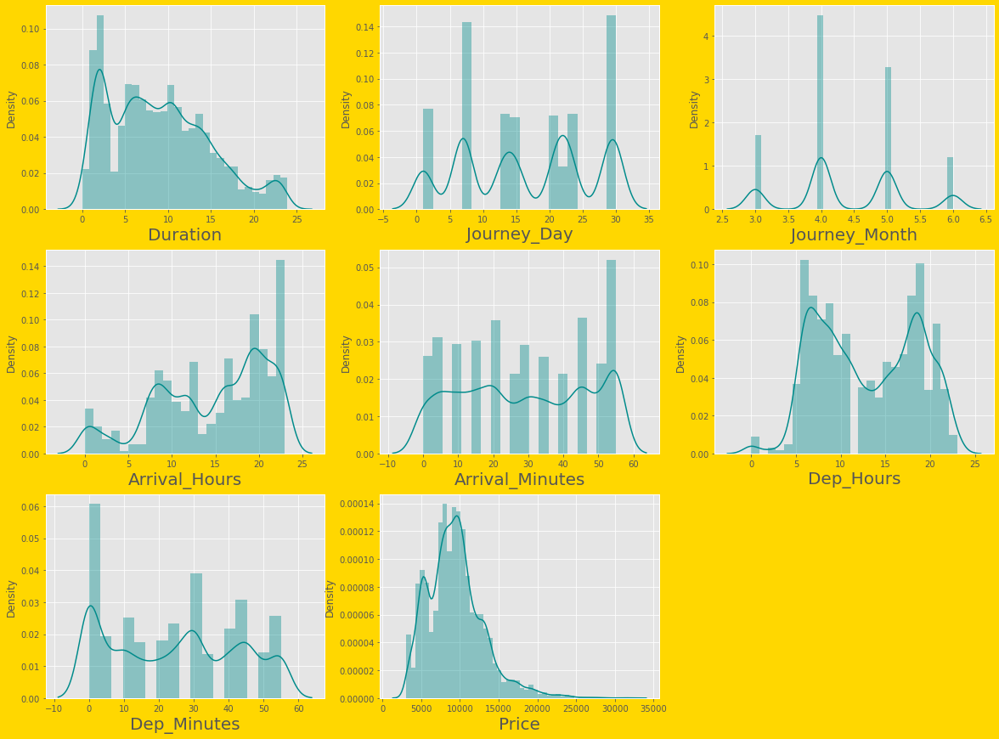 0.10
0.08
0.06
0.04
0.02
0.00
Density
0 5 10 15 20 25
Duration
0.14
0.12
0.10
0.08
0.06
0.04
0.02
0.00
Density
−5 0 5 10 15 20 25 30 35
Journey_Day
4
3
2
1
0
Density
2.5 3.0 3.5 4.0 4.5 5.0 5.5 6.0 6.5
Journey_Month
0.14
0.12
0.10
0.08
0.06
0.04
0.02
0.00
Density
0 5 10 15 20 25
Arrival_Hours
0.05
0.04
0.03
0.02
0.01
0.00
Density
−10 0 10 20 30 40 50 60
Arrival_Minutes
0.10
0.08
0.06
0.04
0.02
0.00
Density
0 5 10 15 20 25
Dep_Hours
0.06
0.05
0.04
0.03
0.02
0.01
0.00
Density
−10 0 10 20 30 40 50 60
Dep_Minutes
0.00014
0.00012
0.00010
0.00008
0.00006
0.00004
0.00002
0.00000
Density
0 5000 10000 15000 20000 25000 30000 35000
Price